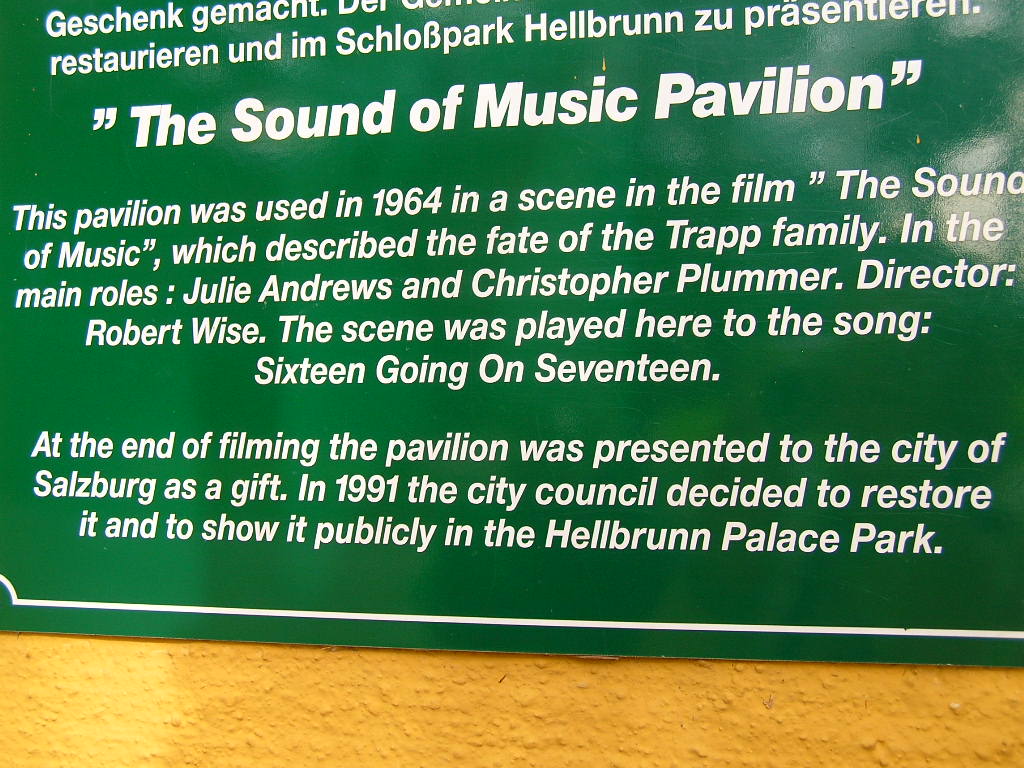 Geschenk gemacht. Der
restaurieren und im Schloßpark Hellbrunn zu präsentieren.
” The Sound of Music Pavilion”
This pavilion was used in 1964 in a scene in the film ” The Sound
of Music”, which described the fate of the Trapp family. In the
main roles : Julie Andrews and Christopher Plummer. Director:
Robert Wise. The scene was played here to the song:
Sixteen Going On Seventeen.
At the end of filming the pavilion was presented to the city of
Salzburg as a gift. In 1991 the city council decided to restore
it and to show it publicly in the Hellbrunn Palace Park.